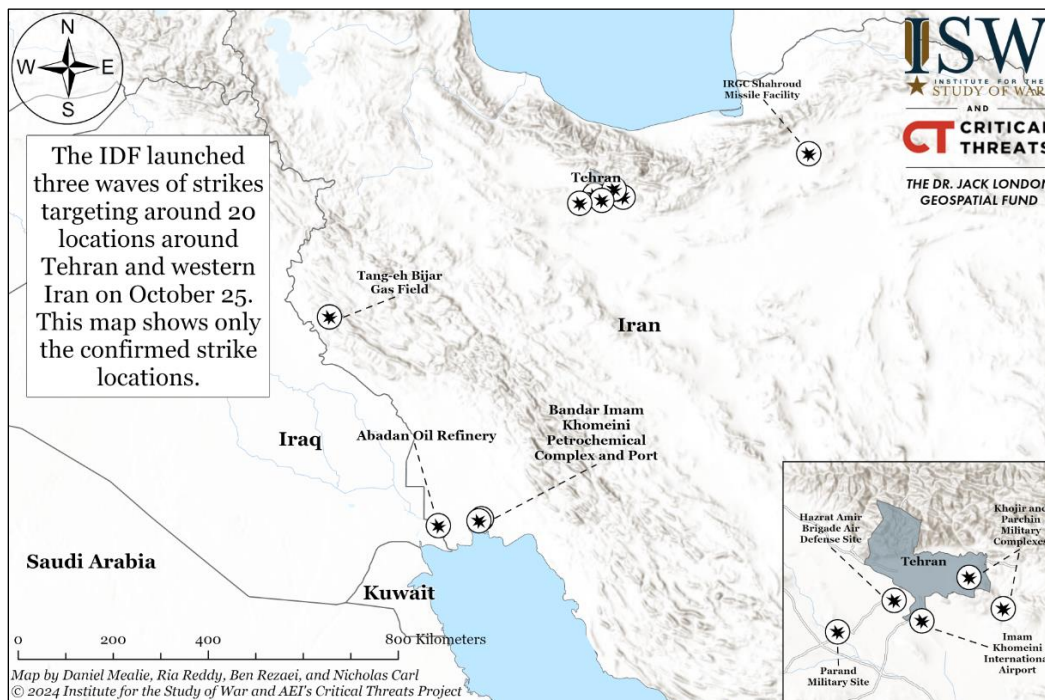 N
W
E
S
The IDF launched
three waves of strikes
targeting around 20
locations around
Tehran and western
Iran on October 25.
This map shows only
the confirmed strike
locations.
ISW
INSTITUTE FOR THE
STUDY OF WAR
AND
CT CRITICAL
THREATS
THE DR. JACK LONDON
GEOSPATIAL FUND
IRGC Shahroud
Missile Facility
Tehran
Tang-eh Bijar
Gas Field
Iran
Bandar Imam
Khomeini
Petrochemical
Complex and Port
Iraq
Abadan Oil Refinery
Saudi Arabia
Kuwait
Hazrat Amir
Brigade Air
Defense Site
Khojir and
Parchin
Military
Complexes
Tehran
Parand
Military Site
Imam
Khomeini
International
Airport
0 200 400 800 Kilometers
Map by Daniel Mealie, Ria Reddy, Ben Rezaei, and Nicholas Carl
© 2024 Institute for the Study of War and AEI's Critical Threats Project